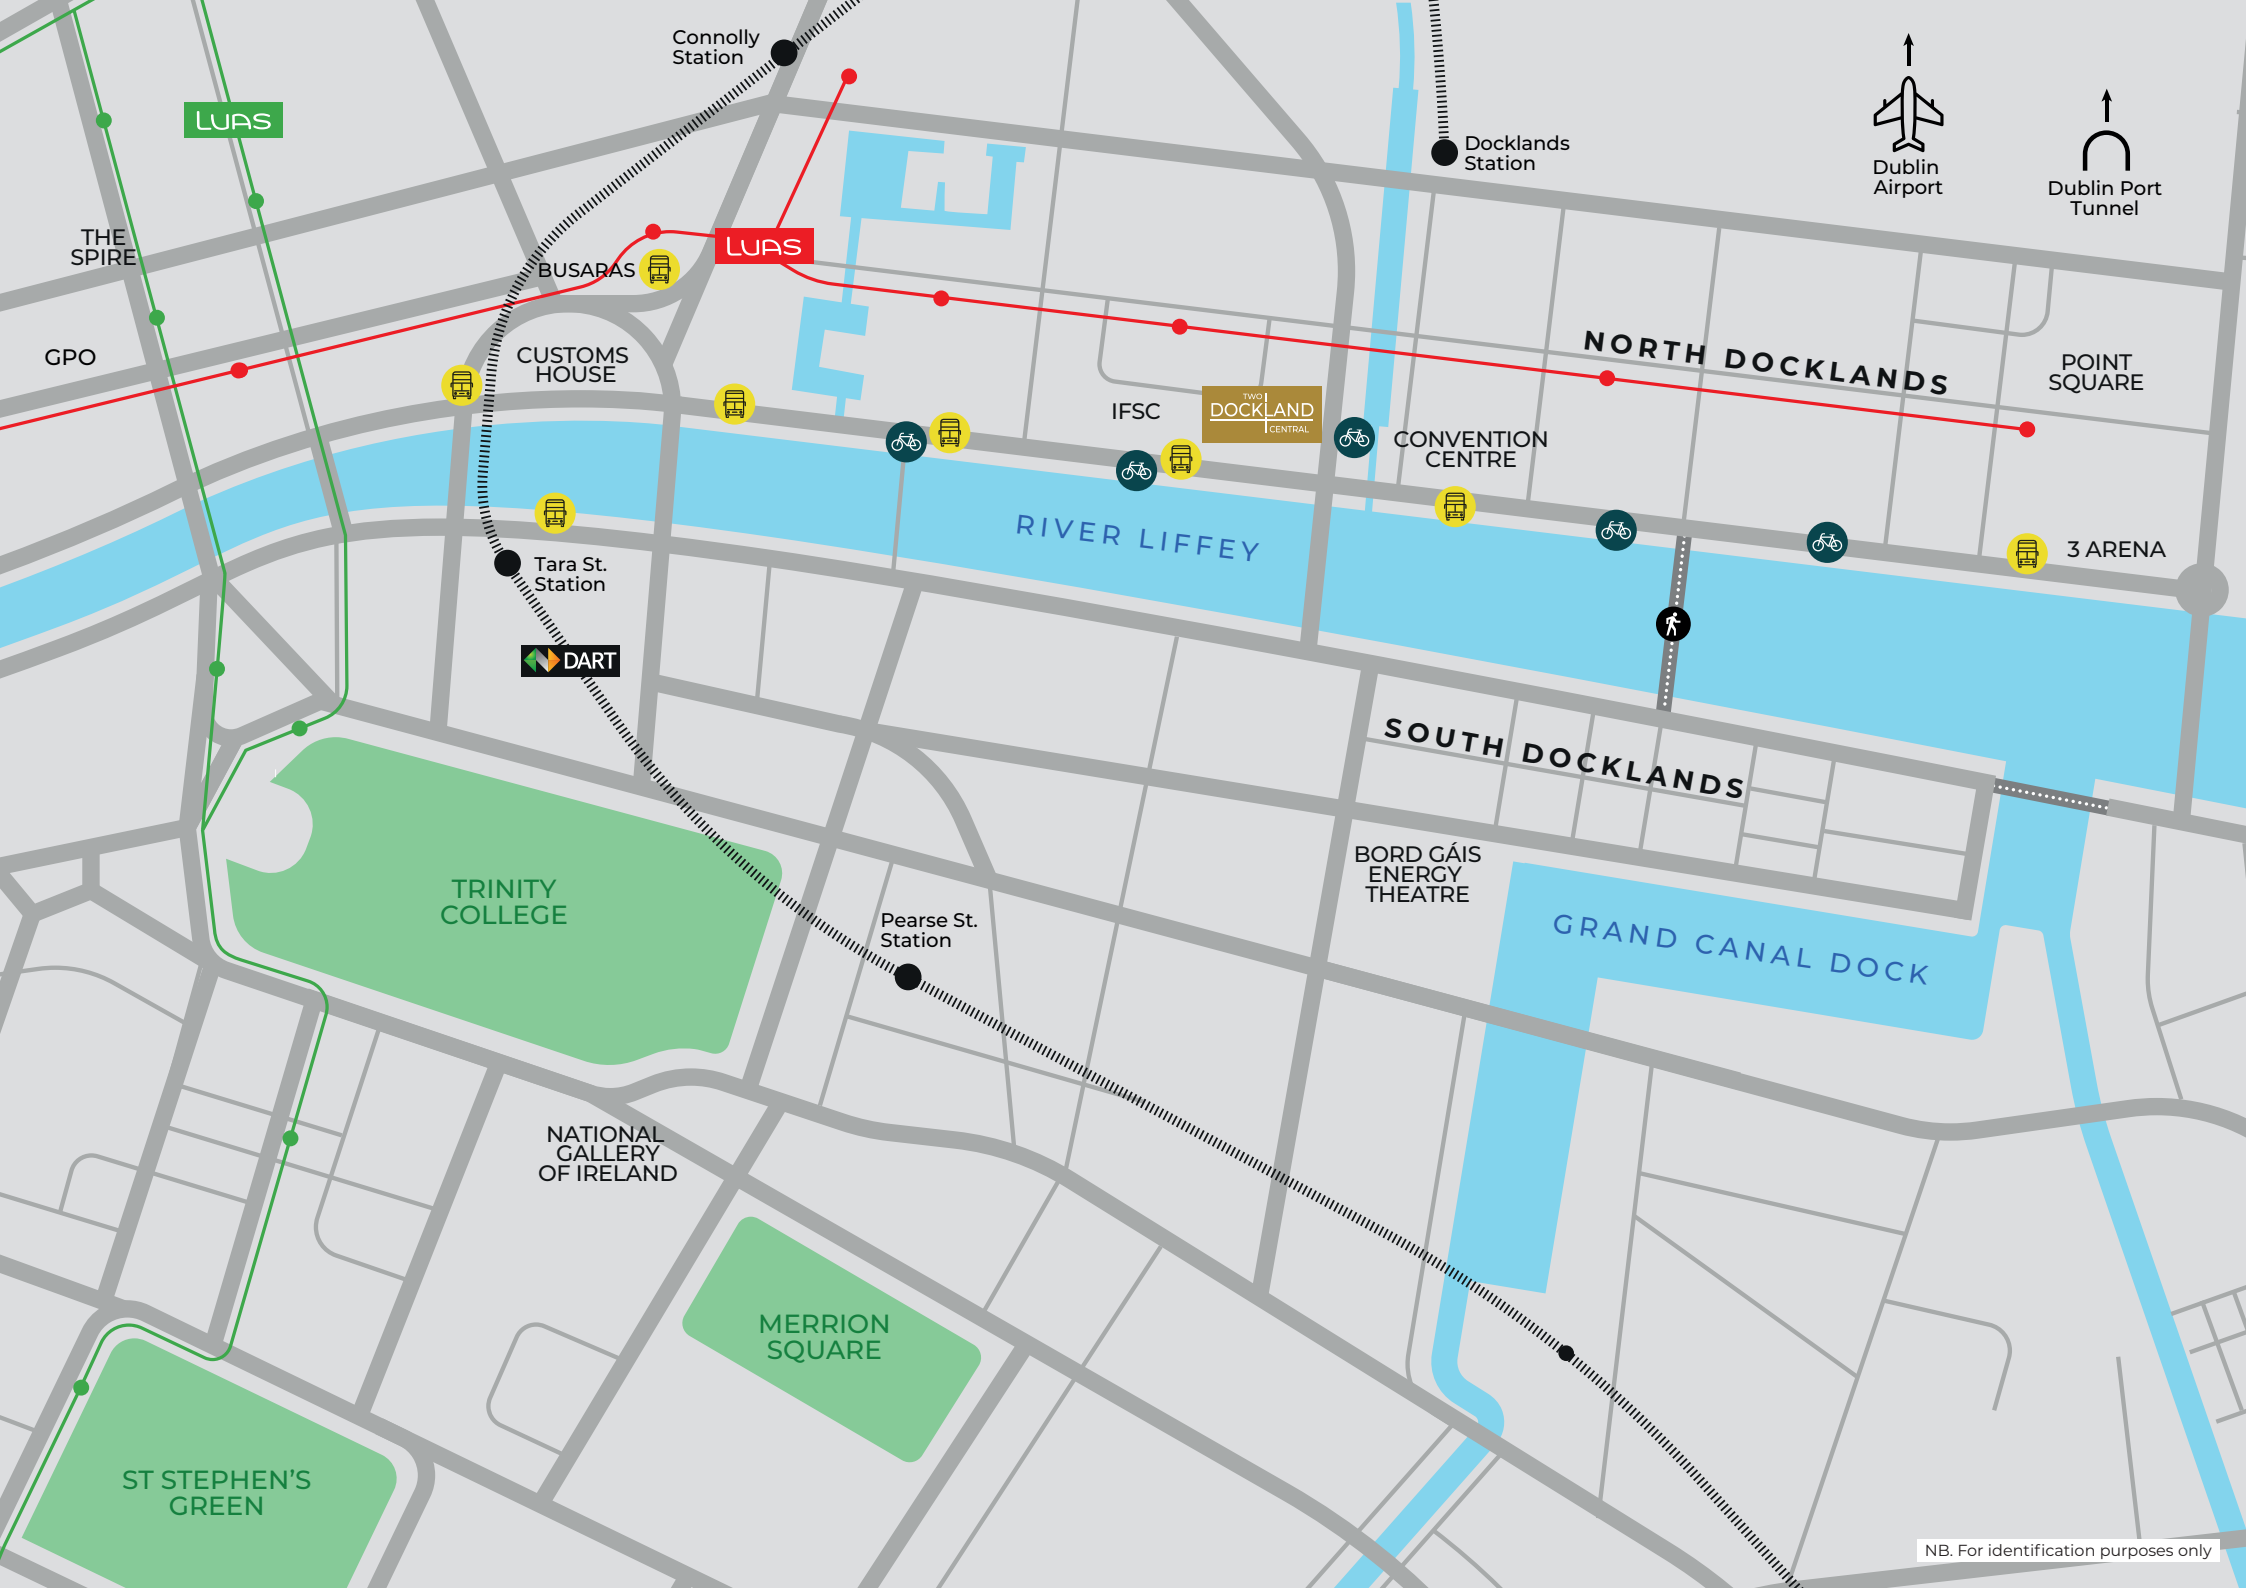 Connolly
Station
LUAS
Docklands
Station
Dublin
Airport
Dublin Port
Tunnel
THE
SPIRE
LUAS
BUSARAS
GPO
CUSTOMS
HOUSE
NORTH DOCKLANDS
POINT
SQUARE
IFSC
TWO
DOCKLAND
CENTRAL
CONVENTION
CENTRE
RIVER LIFFEY
3 ARENA
Tara St.
Station
DART
SOUTH DOCKLANDS
BORD GÁIS
ENERGY
THEATRE
TRINITY
COLLEGE
Pearse St.
Station
GRAND CANAL DOCK
NATIONAL
GALLERY
OF IRELAND
MERRION
SQUARE
ST STEPHEN'S
GREEN
NB. For identification purposes only